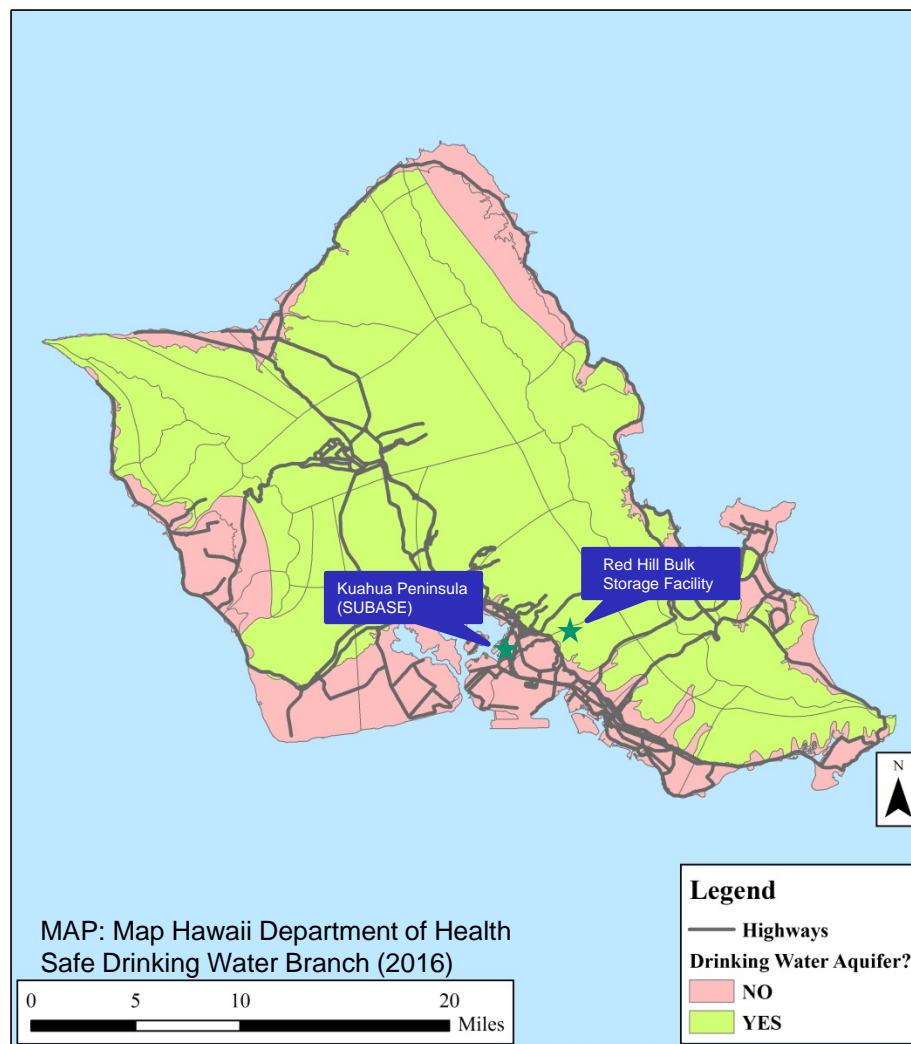 Kuahua Peninsula
(SUBASE)
Red Hill Bulk
Storage Facility
N
MAP: Map Hawaii Department of Health
Safe Drinking Water Branch (2016)
0 5 10 20
Miles
Legend
Highways
Drinking Water Aquifer?
NO
YES